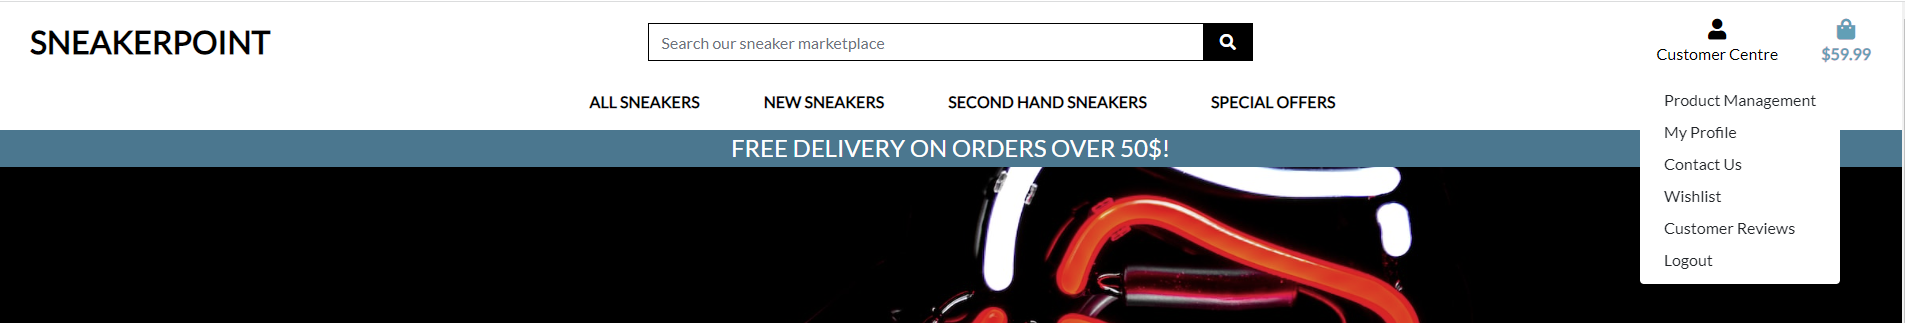 SNEAKERPOINT
Search our sneaker marketplace
Customer Centre
$59.99
ALL SNEAKERS
NEW SNEAKERS
SECOND HAND SNEAKERS
SPECIAL OFFERS
Product Management
My Profile
Contact Us
Wishlist
Customer Reviews
Logout
FREE DELIVERY ON ORDERS OVER 50$!